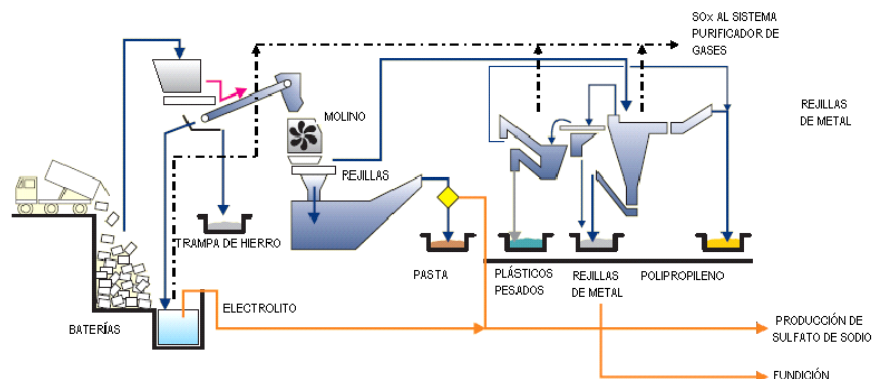 SOx AL SISTEMA
PURIFICADOR DE
GASES
REJILLAS
DE METAL
MOLINO
REJILLAS
TRAMPA DE HIERRO
PASTA
PLÁSTICOS
PESADOS
REJILLAS
DE METAL
POLIPROPILENO
ELECTROLITO
BATERÍAS
PRODUCCIÓN DE
SULFATO DE SODIO
FUNDICIÓN